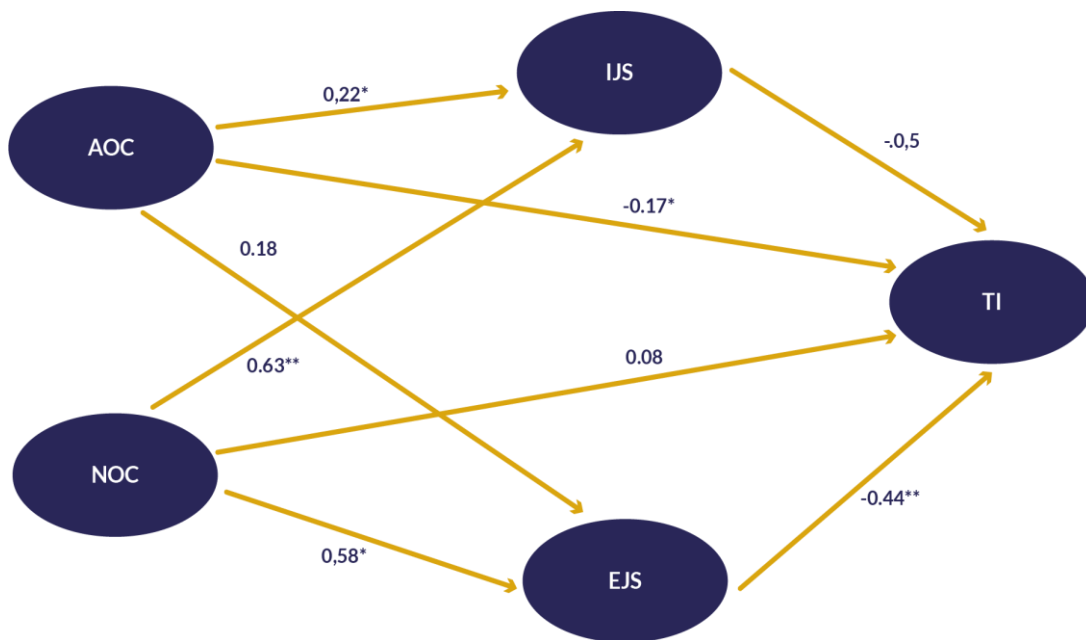 IJS
0,22*
AOC
-.0,5
-0.17*
0.18
TI
0.63**
0.08
NOC
-0.44**
0,58*
EJS